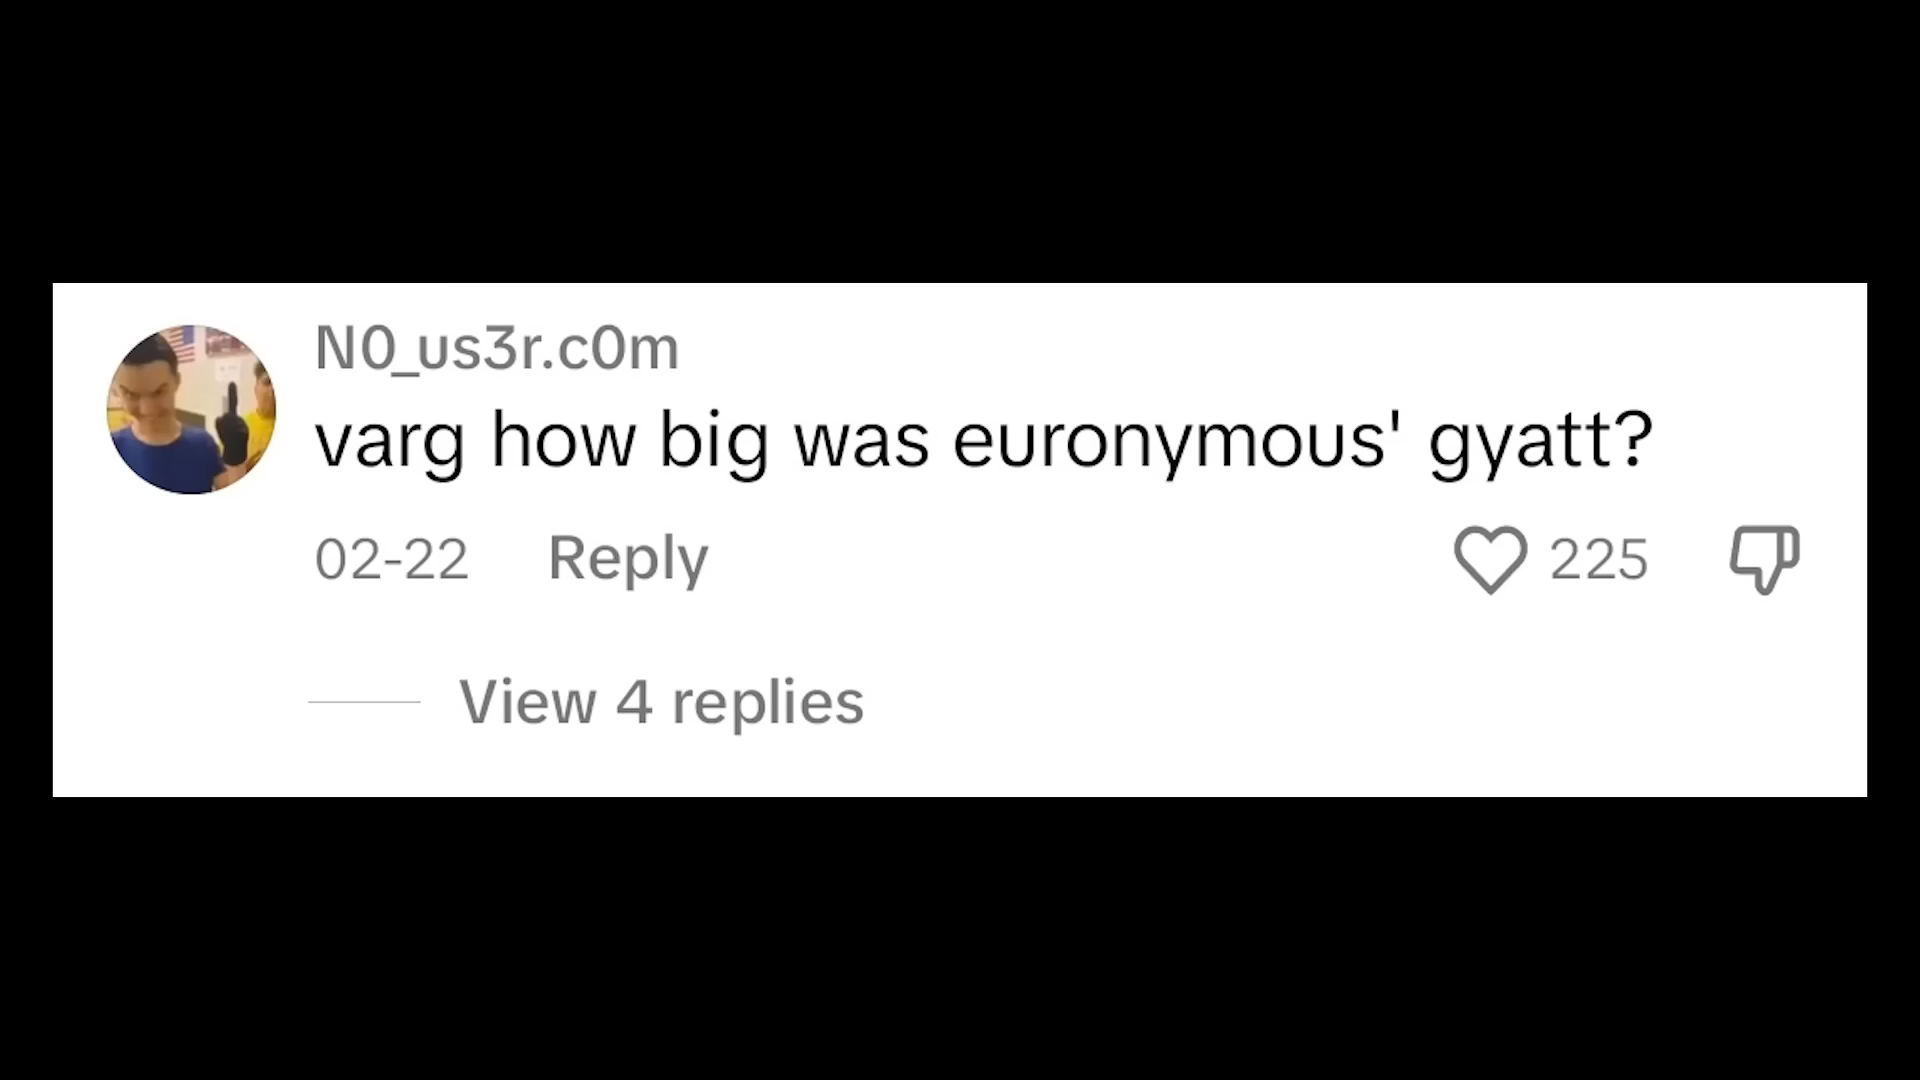 N0_us3r.c0m
varg how big was euronymous' gyatt?
02-22 Reply 225
View 4 replies